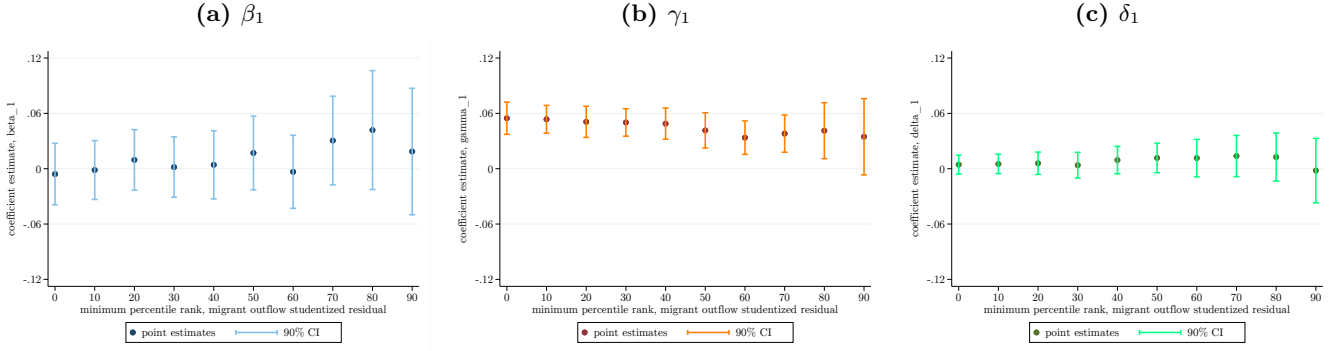 (a) β₁
coefficient estimate, beta_1
.12
.06
0
-.06
-.12
0 10 20 30 40 50 60 70 80 90
minimum percentile rank, migrant outflow studentized residual
point estimates 90% CI
(b) γ₁
coefficient estimate, gamma_1
.12
.06
0
-.06
-.12
0 10 20 30 40 50 60 70 80 90
minimum percentile rank, migrant outflow studentized residual
point estimates 90% CI
(c) δ₁
coefficient estimate, delta_1
.12
.06
0
-.06
-.12
0 10 20 30 40 50 60 70 80 90
minimum percentile rank, migrant outflow studentized residual
point estimates 90% CI